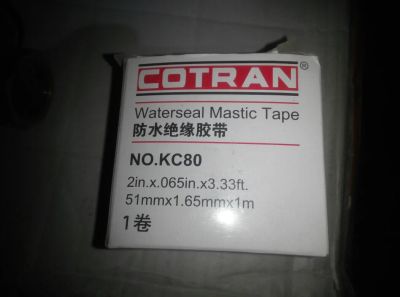 COTRAN®
Waterseal Mastic Tape
防水绝缘胶带
NO.KC80
2in.x.065in.x3.33ft.
51mmx1.65mmx1m
1卷